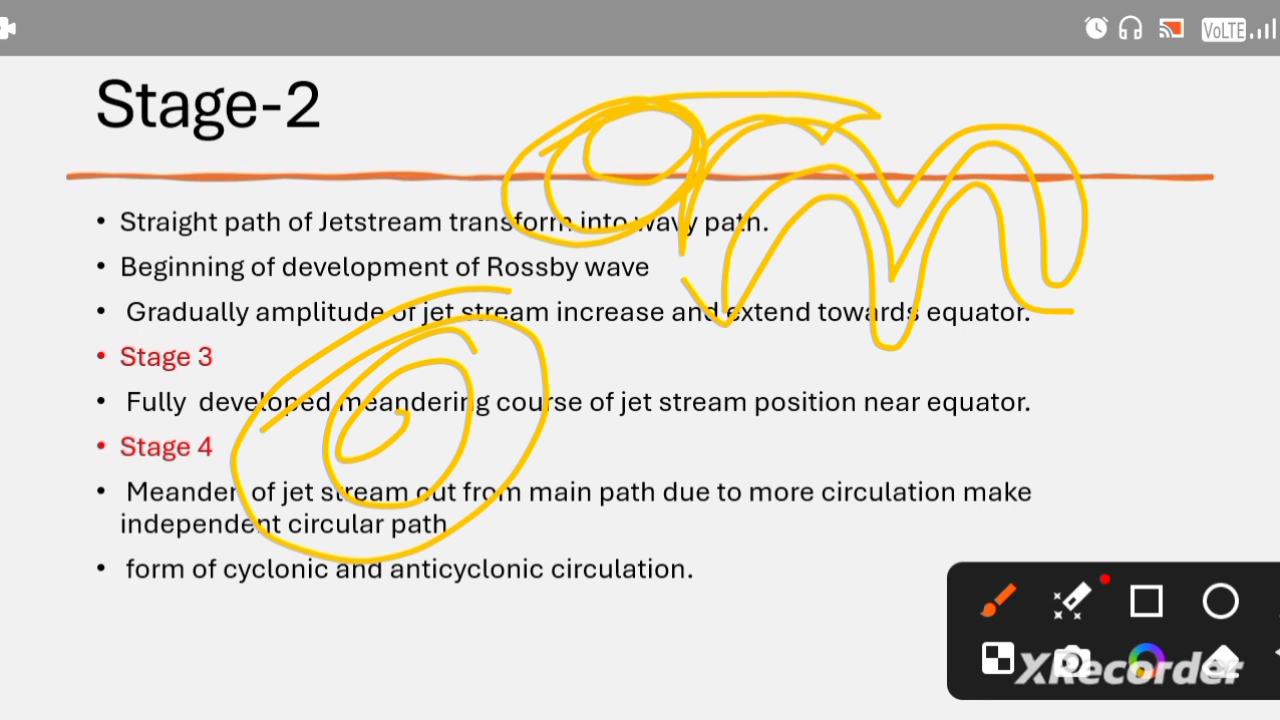 VoLTE
Stage-2
• Straight path of Jetstream transform into wavy path.
• Beginning of development of Rossby wave
• Gradually amplitude of jet stream increase and extend towards equator.
• Stage 3
• Fully developed meandering course of jet stream position near equator.
• Stage 4
• Meander of jet stream cut from main path due to more circulation make
independent circular path
• form of cyclonic and anticyclonic circulation.
XRecorder